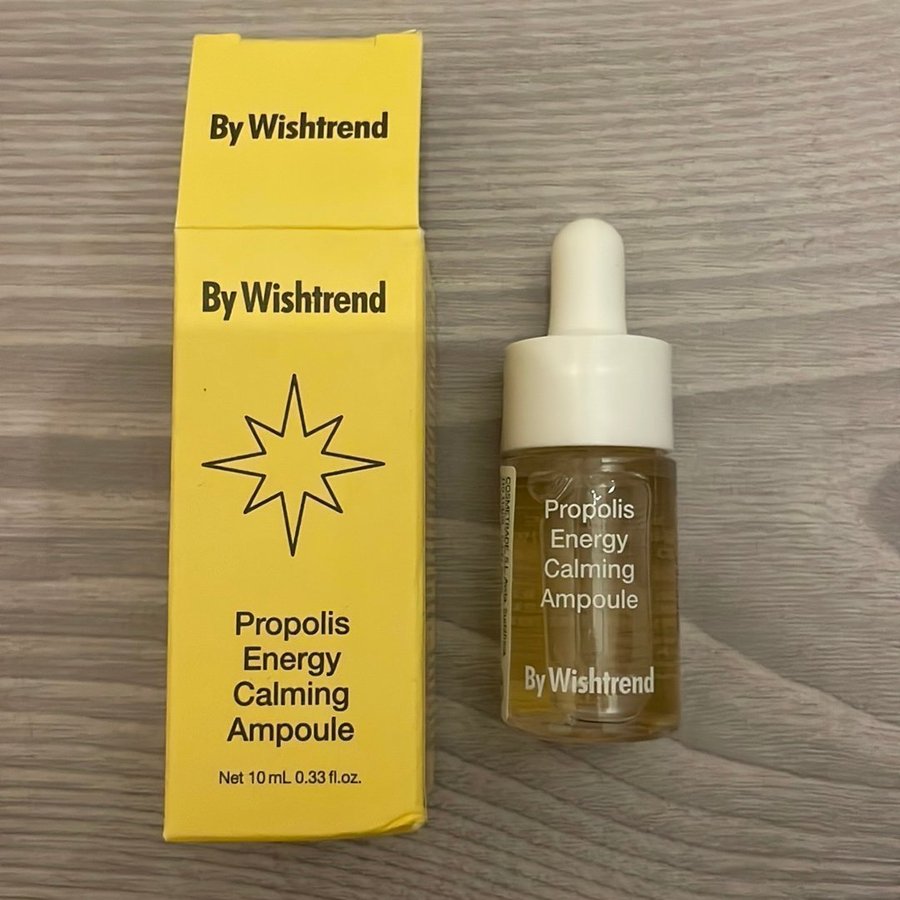 By Wishtrend
By Wishtrend
Propolis
Energy
Calming
Ampoule
Net 10 mL 0.33 fl.oz.
Propolis
Energy
Calming
Ampoule
By Wishtrend